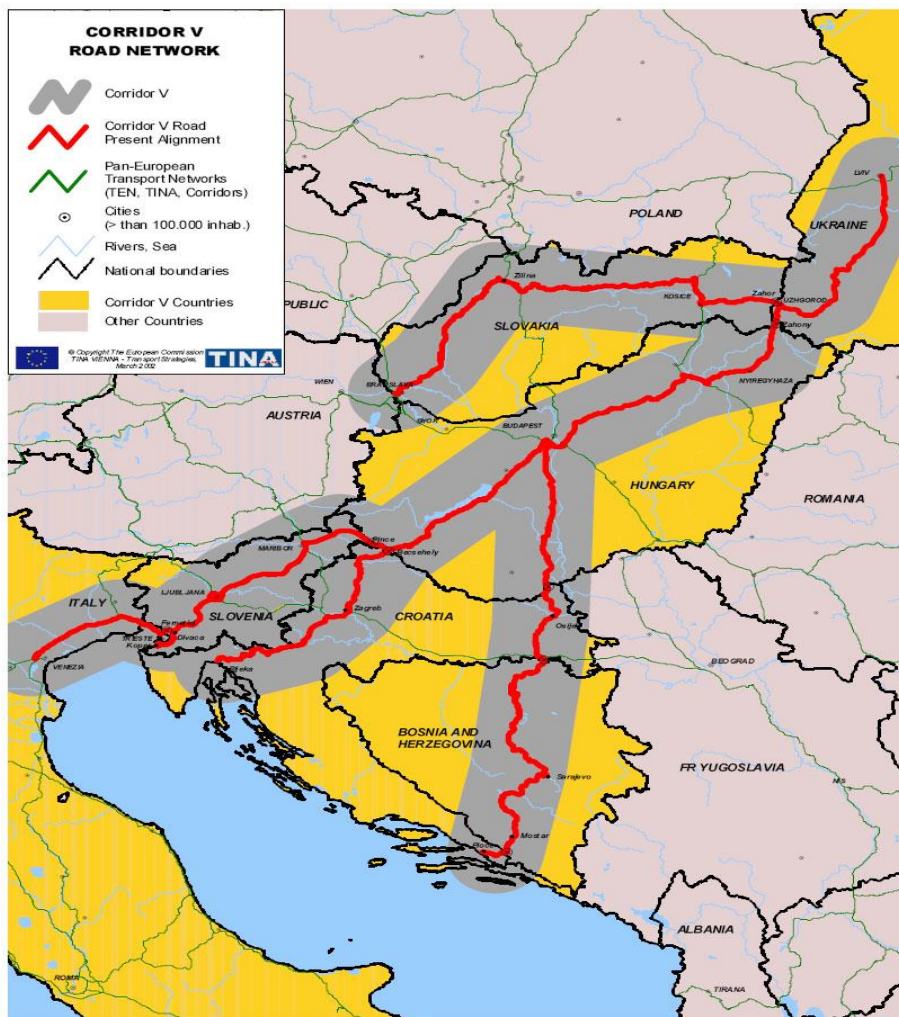 CORRIDOR V
ROAD NETWORK
Corridor V
Corridor V Road
Present Alignment
Pan-European
Transport Networks
(TEN, TINA, Corridors)
Cities
(> than 100.000 inhab.)
Rivers, Sea
National boundaries
Corridor V Countries
Other Countries
© Copyright The European Commission
TINA VIENNA - Transport Strategies,
March 2002
TINA
LVIV
POLAND
UKRAINE
Zilina
KOSICE
Zahor
UZHGOROD
PUBLIC
SLOVAKIA
Zahony
WIEN
BRATISLAVA
NYIREGYHAZA
AUSTRIA
GYOR
BUDAPEST
HUNGARY
ROMANIA
MARIBOR
Pince
Becsehely
LJUBLJANA
ITALY
SLOVENIA
Zagreb
CROATIA
Divaca
TRIESTE
Koper
Osijek
VENEZIA
BEOGRAD
BOSNIA AND
HERZEGOVINA
FR YUGOSLAVIA
Sarajevo
NIS
Mostar
ALBANIA
ROMA
TIRANA